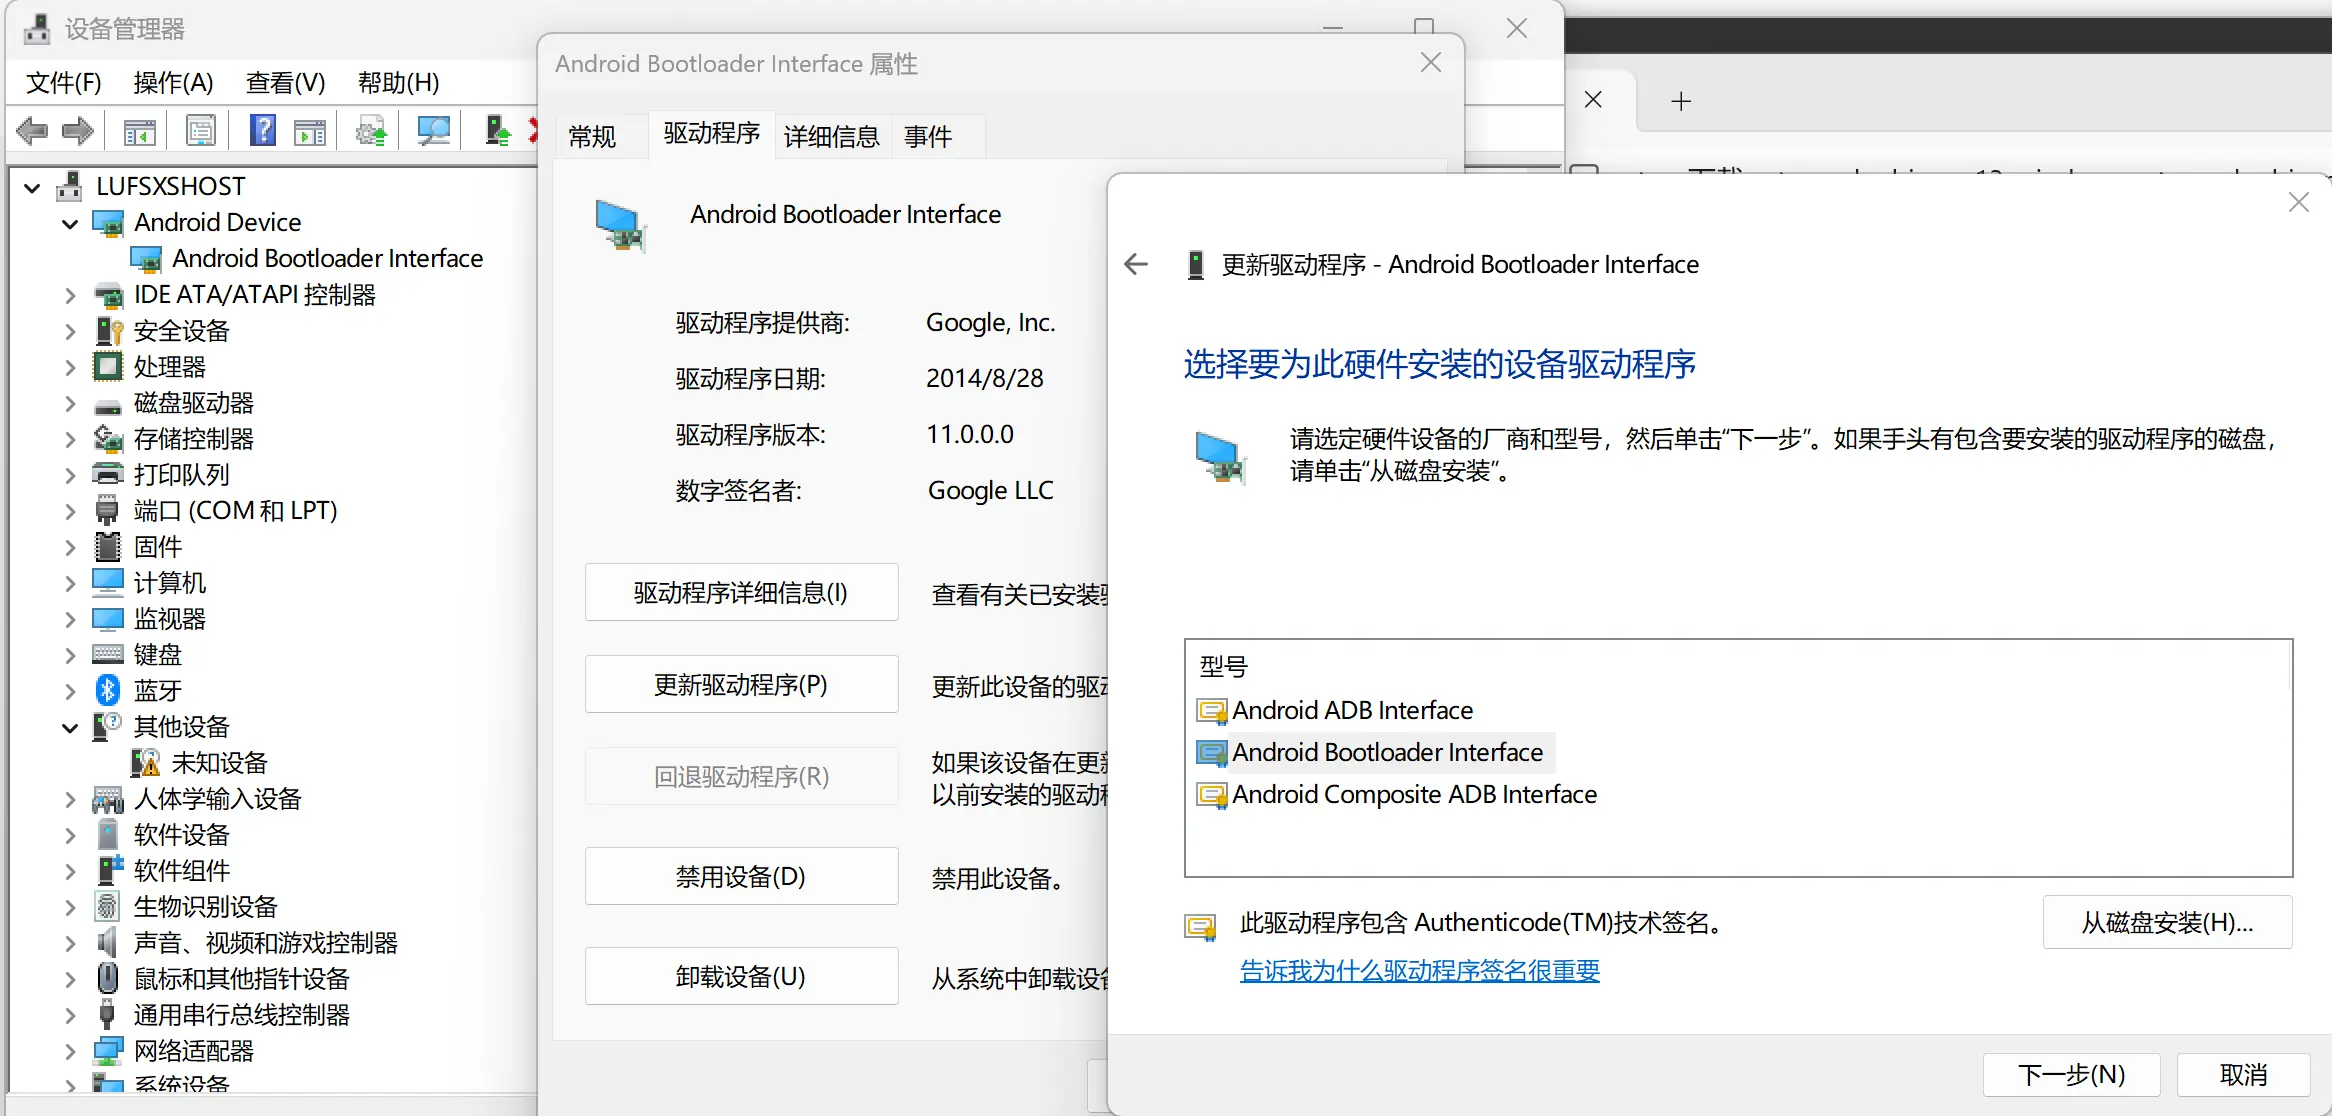 设备管理器
文件(F) 操作(A) 查看(V) 帮助(H)
LUFSXSHOST
Android Device
Android Bootloader Interface
IDE ATA/ATAPI 控制器
安全设备
处理器
磁盘驱动器
存储控制器
打印队列
端口 (COM 和 LPT)
固件
计算机
监视器
键盘
蓝牙
其他设备
未知设备
人体学输入设备
软件设备
软件组件
生物识别设备
声音、视频和游戏控制器
鼠标和其他指针设备
通用串行总线控制器
网络适配器
系统设备
Android Bootloader Interface 属性
常规 驱动程序 详细信息 事件
Android Bootloader Interface
驱动程序提供商: Google, Inc.
驱动程序日期: 2014/8/28
驱动程序版本: 11.0.0.0
数字签名者: Google LLC
驱动程序详细信息(I) 查看有关已安装
更新驱动程序(P) 更新此设备的驱
回退驱动程序(R) 如果该设备在更
以前安装的驱动
禁用设备(D) 禁用此设备。
卸载设备(U) 从系统中卸载设
更新驱动程序 - Android Bootloader Interface
选择要为此硬件安装的设备驱动程序
请选定硬件设备的厂商和型号，然后单击“下一步”。如果手头有包含要安装的驱动程序的磁盘，
请单击“从磁盘安装”。
型号
Android ADB Interface
Android Bootloader Interface
Android Composite ADB Interface
此驱动程序包含 Authenticode(TM)技术签名。
从磁盘安装(H)...
告诉我为什么驱动程序签名很重要
下一步(N) 取消